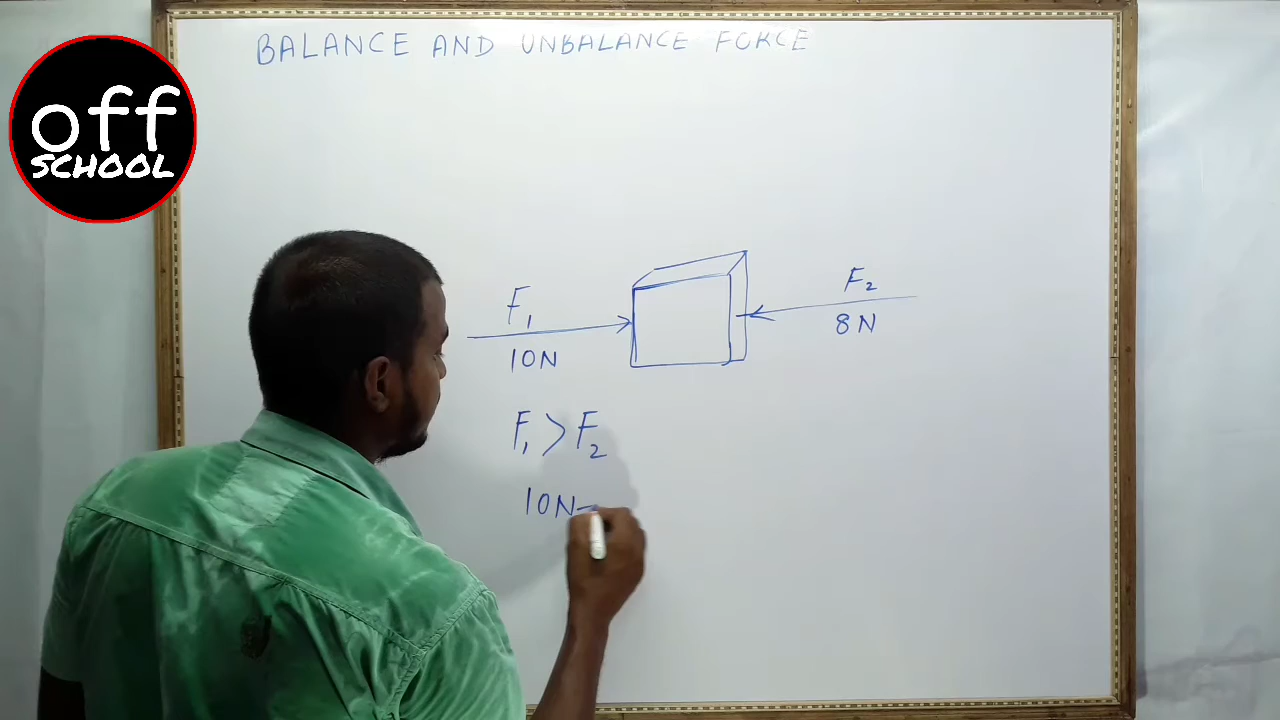 off
SCHOOL
BALANCE AND UNBALANCE FORCE
F1
10N
F2
8N
F1 > F2
10N-